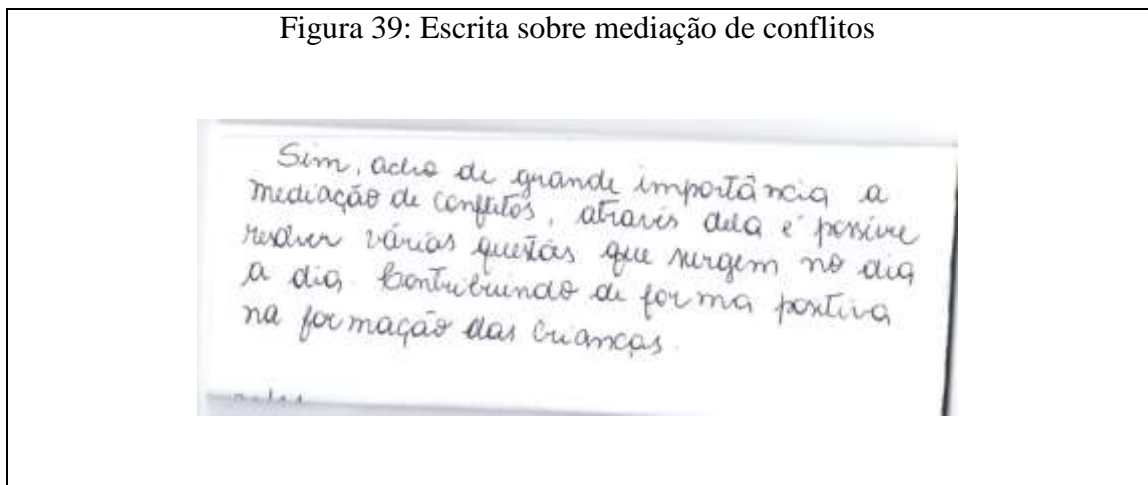 Figura 39: Escrita sobre mediação de conflitos
Sim, acho de grande importância a
mediação de conflitos, através dela é possive
resolver várias questões que surgem no dia
a dia. Contribuindo de forma positiva
na formação das crianças.